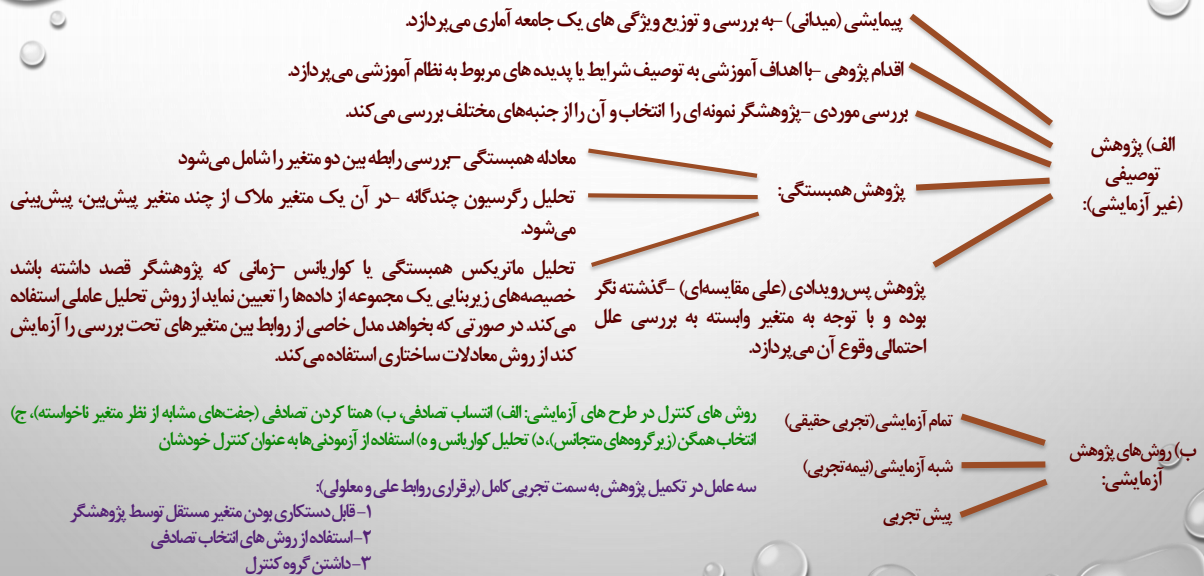 پیمایشی (میدانی) –به بررسی و توزیع ویژگی های یک جامعه آماری می‌پردازد.
اقدام پژوهی –با اهداف آموزشی به توصیف شرایط یا پدیده های مربوط به نظام آموزشی می‌پردازد.
بررسی موردی –پژوهشگر نمونه ای را انتخاب و آن را از جنبه‌های مختلف بررسی می‌کند.
الف) پژوهش
توصیفی
(غیر آزمایشی):
پژوهش همبستگی:
معادله همبستگی –بررسی رابطه بین دو متغیر را شامل می‌شود
تحلیل رگرسیون چندگانه –در آن یک متغیر ملاک از چند متغیر پیش‌بین، پیش‌بینی
می‌شود.
تحلیل ماتریکس همبستگی یا کواریانس –زمانی که پژوهشگر قصد داشته باشد
خصیصه‌های زیربنایی یک مجموعه از داده‌ها را تعیین نماید از روش تحلیل عاملی استفاده
می‌کند. در صورتی که بخواهد مدل خاصی از روابط بین متغیرهای تحت بررسی را آزمایش
کند از روش معادلات ساختاری استفاده می‌کند.
پژوهش پس‌رویدادی (علی مقایسه‌ای) –گذشته نگر
بوده و با توجه به متغیر وابسته به بررسی علل
احتمالی وقوع آن می‌پردازد.
ب) روش‌های پژوهش
آزمایشی:
تمام آزمایشی (تجربی حقیقی)
شبه آزمایشی (نیمه‌تجربی)
پیش تجربی
روش های کنترل در طرح های آزمایشی: الف) انتساب تصادفی، ب) همتا کردن تصادفی (جفت‌های مشابه از نظر متغیر ناخواسته)، ج)
انتخاب همگن (زیرگروه‌های متجانس)، د) تحلیل کواریانس و ه) استفاده از آزمودنی‌ها به عنوان کنترل خودشان
سه عامل در تکمیل پژوهش به سمت تجربی کامل (برقراری روابط علی و معلولی):
۱- قابل دستکاری بودن متغیر مستقل توسط پژوهشگر
۲- استفاده از روش های انتخاب تصادفی
۳- داشتن گروه کنترل